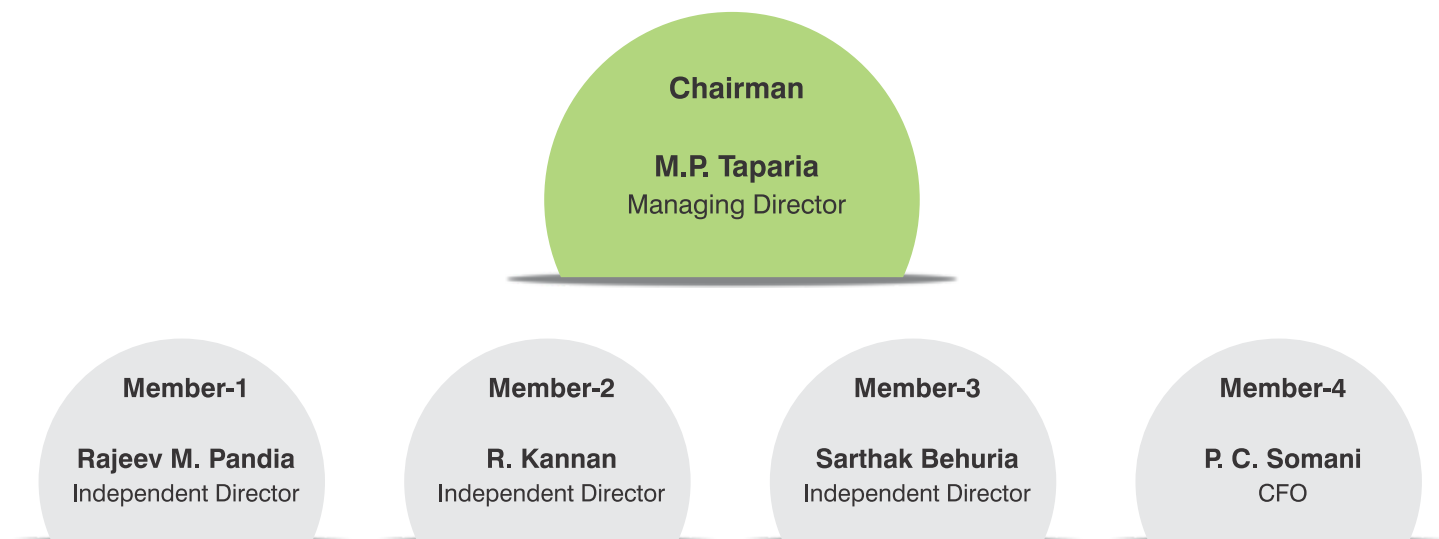 Chairman
M.P. Taparia
Managing Director
Member-1
Rajeev M. Pandia
Independent Director
Member-2
R. Kannan
Independent Director
Member-3
Sarthak Behuria
Independent Director
Member-4
P. C. Somani
CFO